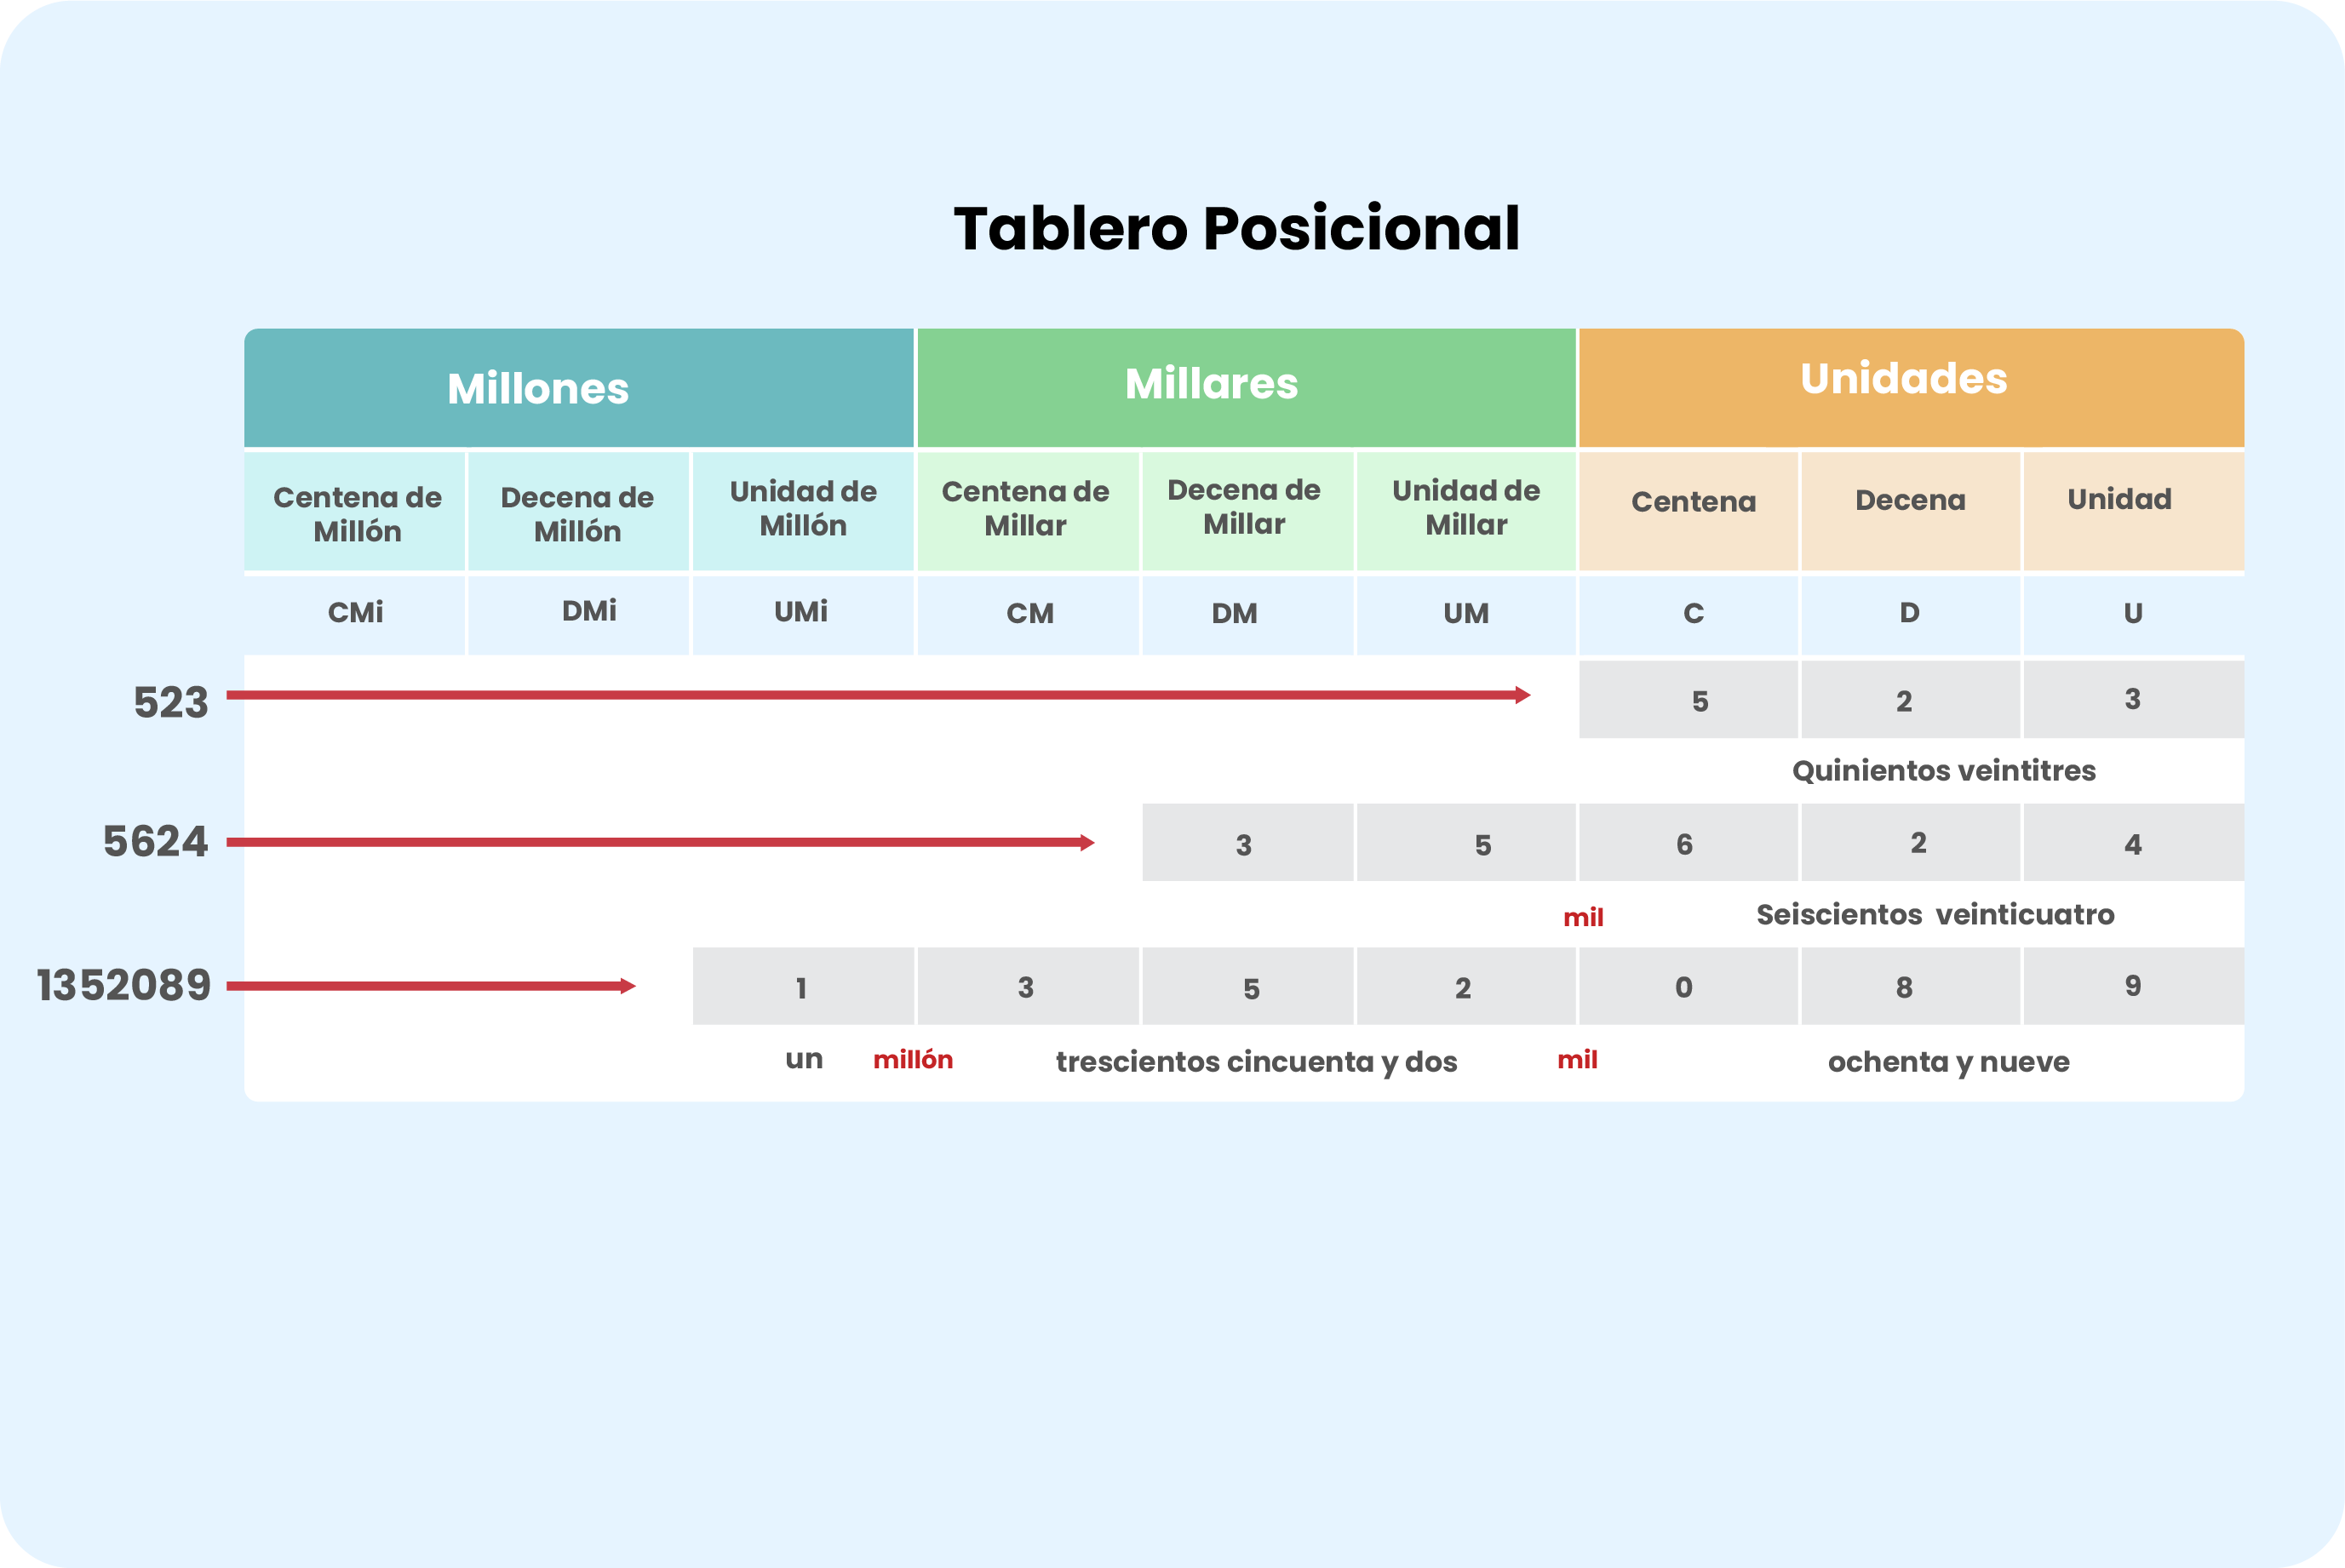 Tablero Posicional
Millones Millares Unidades
Centena de Millón Decena de Millón Unidad de Millón Centena de Millar Decena de Millar Unidad de Millar Centena Decena Unidad
CMi DMi UMi CM DM UM C D U
523 5 2 3
Quinientos veintitres
5624 3 5 6 2 4
mil Seiscientos veinticuatro
1352089 1 3 5 2 0 8 9
un millón trescientos cincuenta y dos mil ochenta y nueve